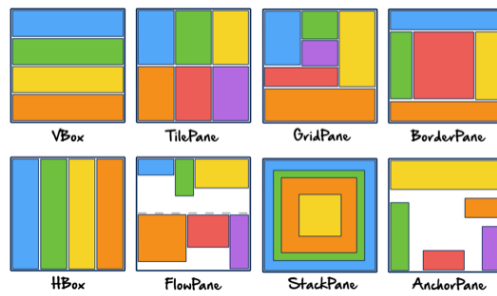 VBox
TilePane
GridPane
BorderPane
HBox
FlowPane
StackPane
AnchorPane